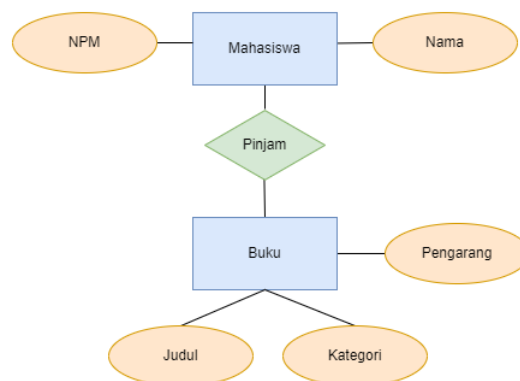 NPM
Mahasiswa
Nama
Pinjam
Buku
Pengarang
Judul
Kategori